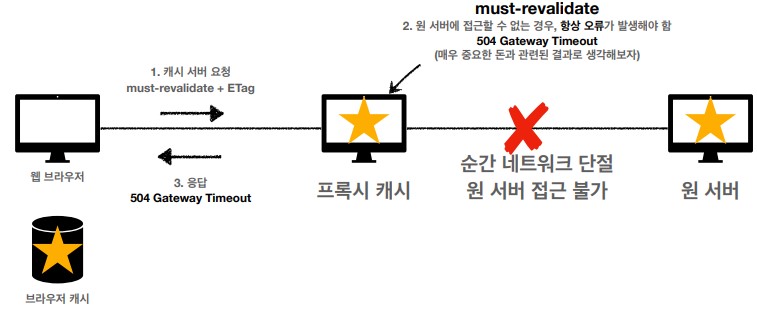 must-revalidate
2. 원 서버에 접근할 수 없는 경우, 항상 오류가 발생해야 함
504 Gateway Timeout
(매우 중요한 돈과 관련된 결과로 생각해보자)
1. 캐시 서버 요청
must-revalidate + ETag
3. 응답
504 Gateway Timeout
웹 브라우저
프록시 캐시
순간 네트워크 단절
원 서버 접근 불가
원 서버
브라우저 캐시